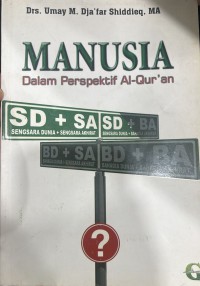 Drs. Umay M. Dja'far Shiddieq, MA
MANUSIA
Dalam Perspektif Al-Qur'an
SD + SA
SENGSARA DUNIA + SENGSARA AKHIRAT
SD + BA
BD + SA
BD + BA
?
G